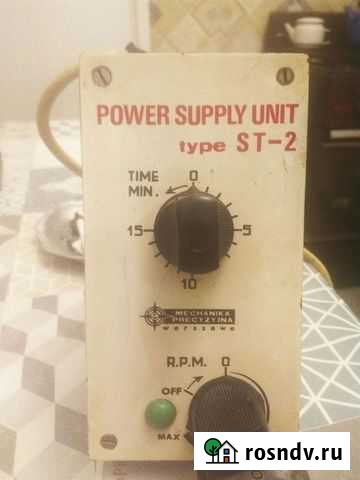 POWER SUPPLY UNIT
type ST-2
TIME MIN.
0
15
5
10
MECHANIKA
PRECYZYJNA
warszawa
R.P.M.
0
OFF
MAX
rosndv.ru